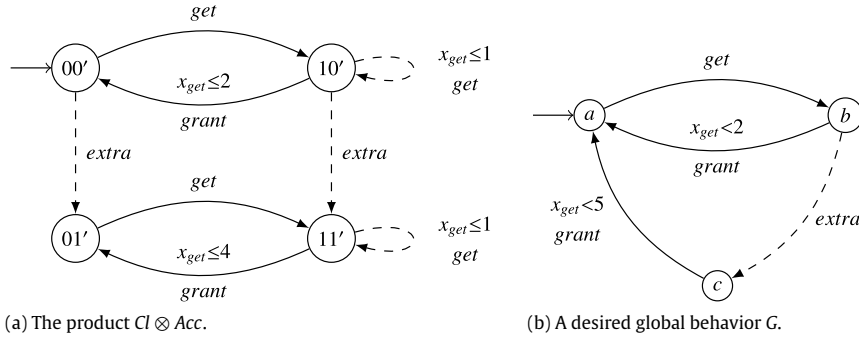 get
00′
10′
x_get≤1
get
x_get≤2
grant
extra
extra
get
01′
11′
x_get≤1
get
x_get≤4
grant
(a) The product Cl ⊗ Acc.
get
a
b
x_get<2
grant
x_get<5
grant
extra
c
(b) A desired global behavior G.